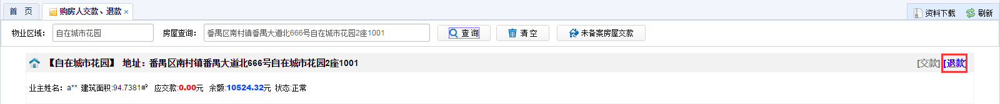 首 页 购房人交款、退款 × 资料下载 刷新
物业区域： 自在城市花园 房屋查询： 番禺区南村镇番禺大道北666号自在城市花园2座1001 查 询 清 空 未备案房屋交款
【自在城市花园】 地址：番禺区南村镇番禺大道北666号自在城市花园2座1001 [交款] [退款]
业主姓名：a** 建筑面积:94.7381㎡ 应交款:0.00元 余额:10524.32元 状态:正常